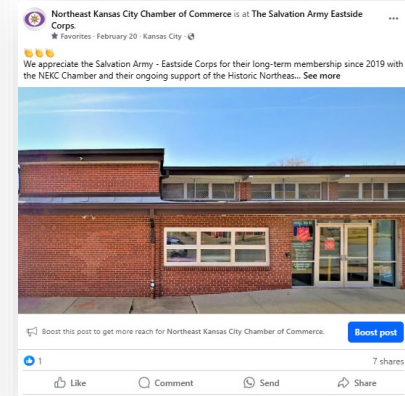 Northeast Kansas City Chamber of Commerce is at The Salvation Army Eastside
Corps.
Favorites · February 20 · Kansas City ·
We appreciate the Salvation Army - Eastside Corps for their long-term membership since 2019 with
the NEKC Chamber and their ongoing support of the Historic Northeas... See more
Boost this post to get more reach for Northeast Kansas City Chamber of Commerce.
Boost post
1
7 shares
Like
Comment
Send
Share